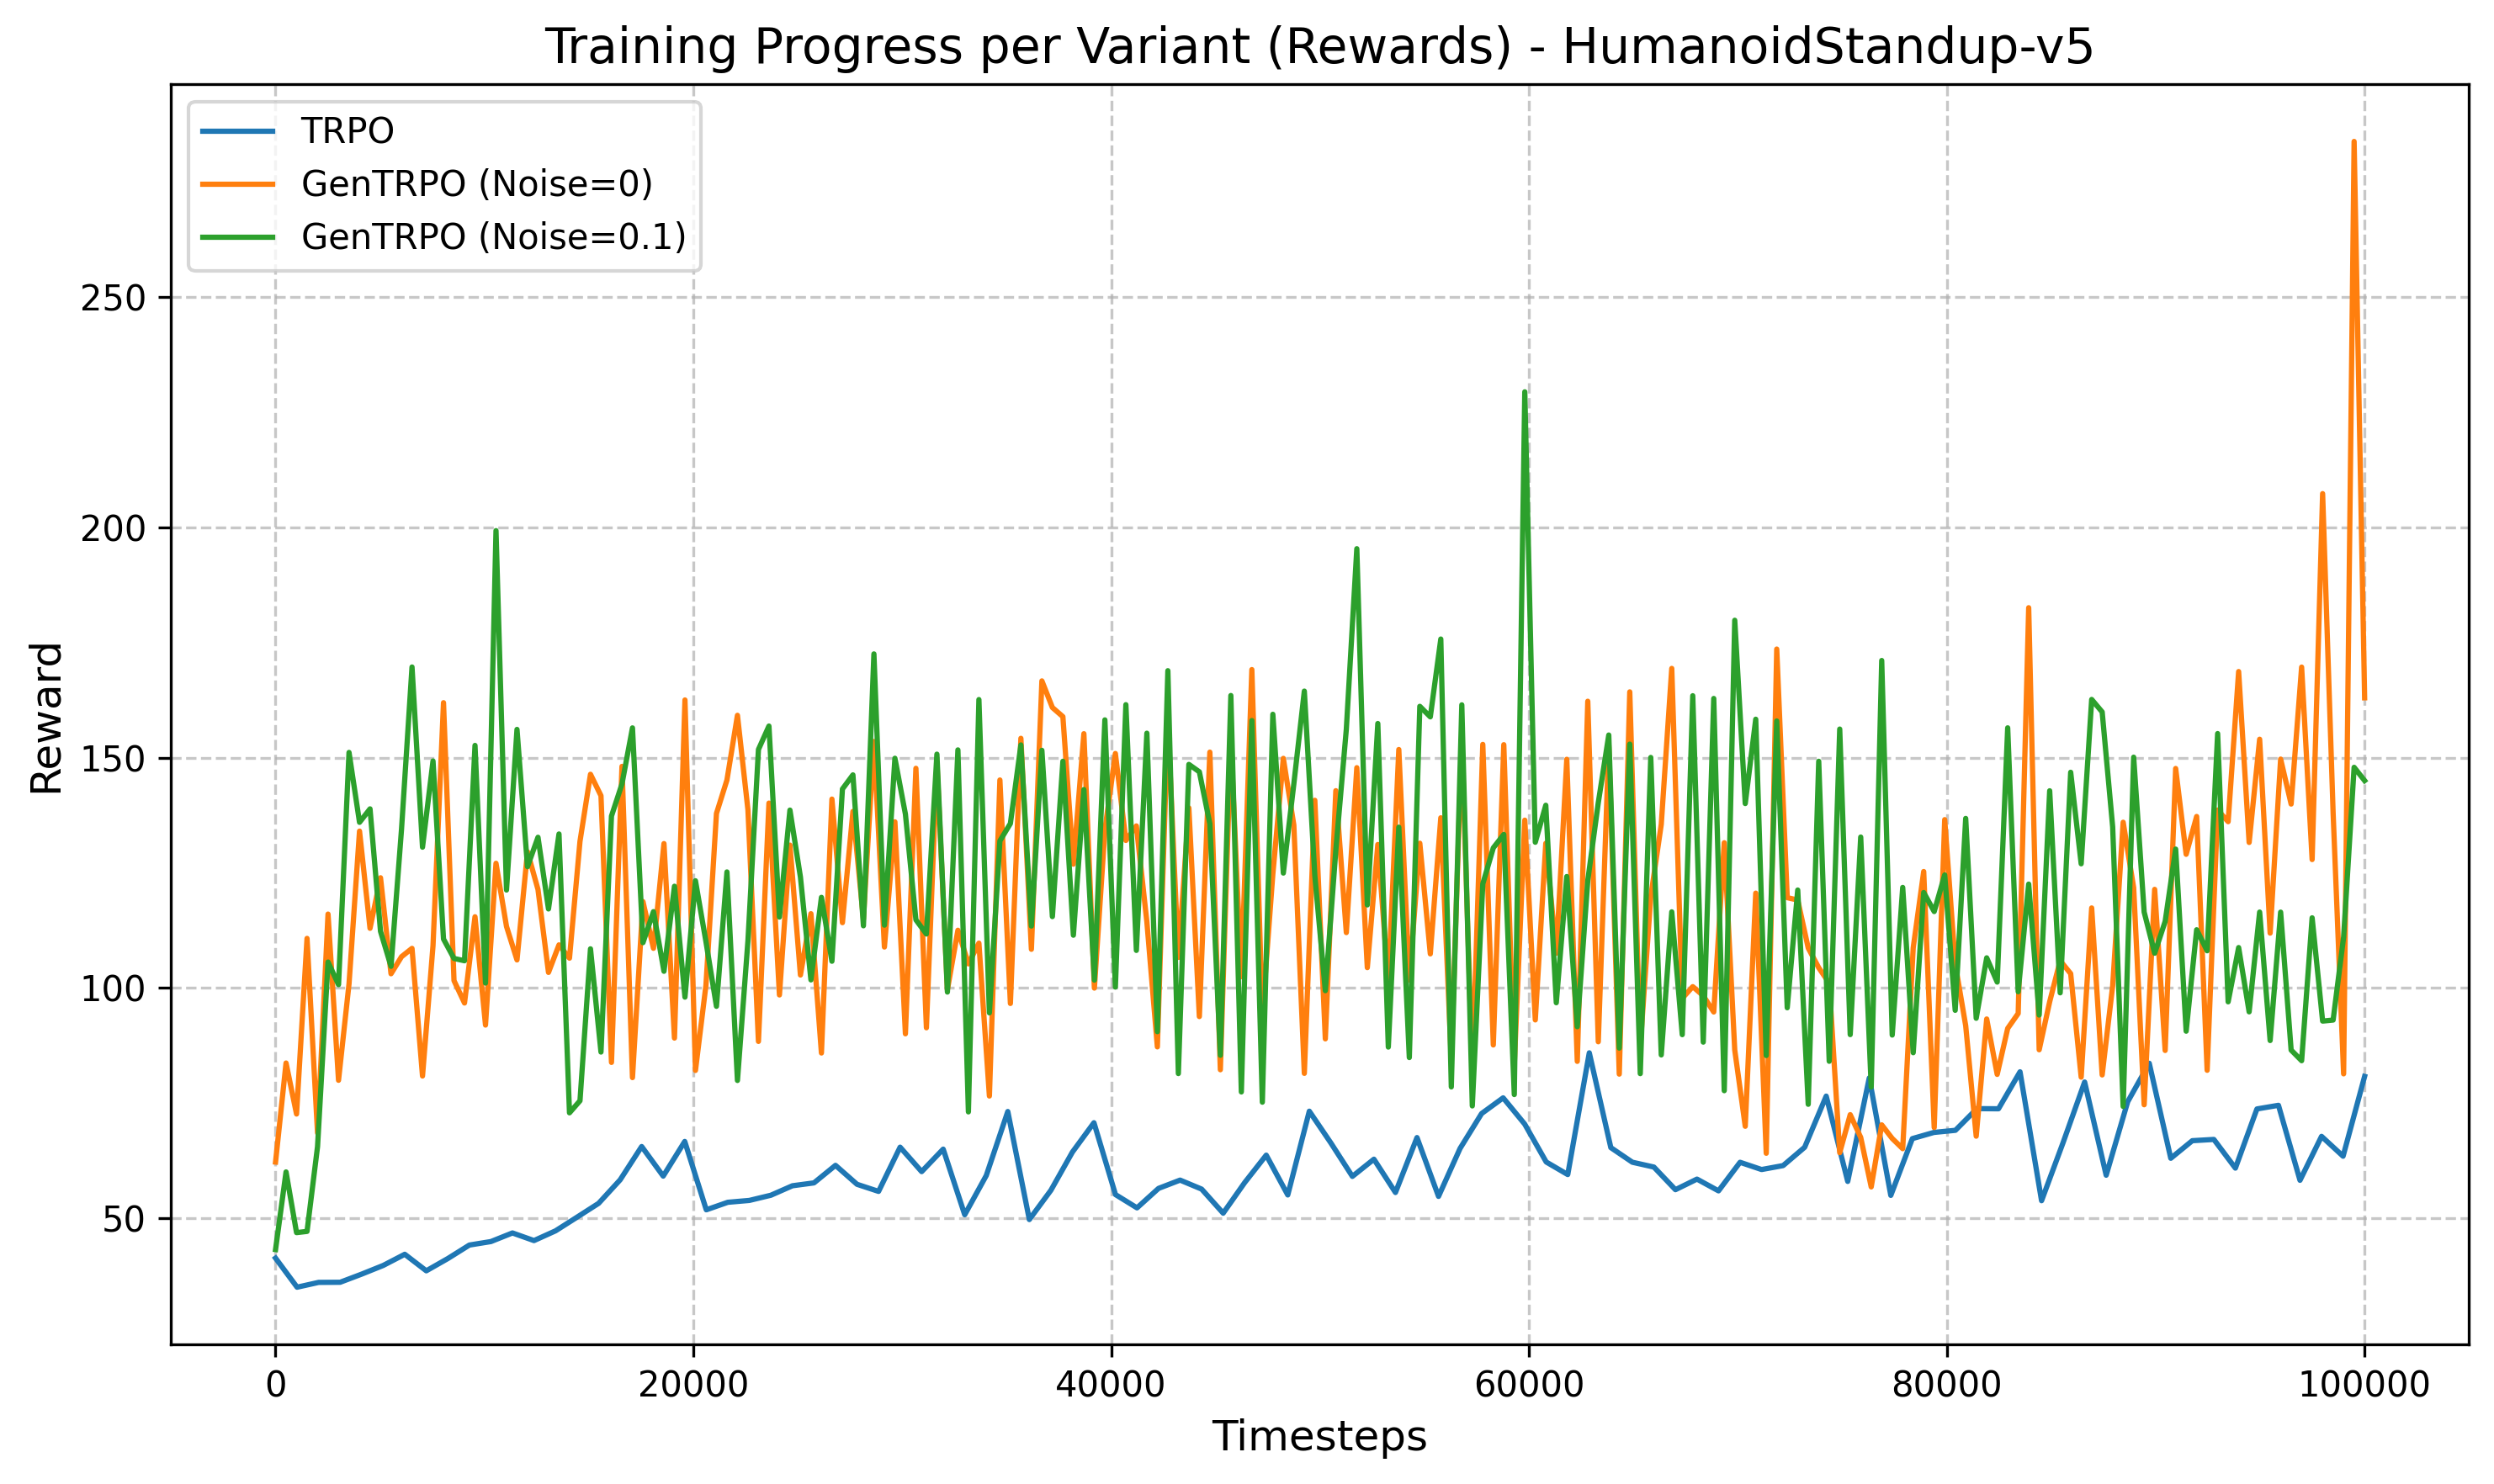 Training Progress per Variant (Rewards) - HumanoidStandup-v5
TRPO
GenTRPO (Noise=0)
GenTRPO (Noise=0.1)
250
200
150
100
50
Reward
0
20000
40000
60000
80000
100000
Timesteps